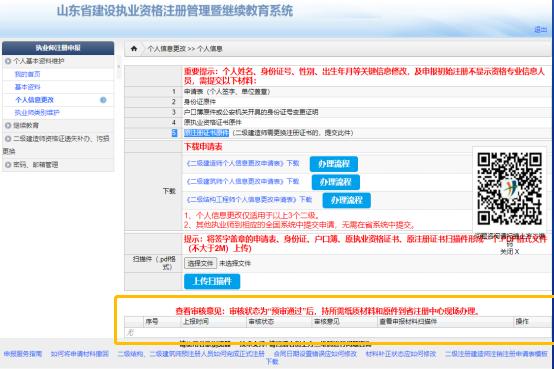 山东省建设执业资格注册管理暨继续教育系统
退出
执业师注册申报
个人基本资料维护
我的首页
基本资料
个人信息更改
执业师类别维护
继续教育
二级建造师资格证遗失补办、污损更换
密码、邮箱管理
个人信息更改 >> 个人信息
重要提示：个人姓名、身份证号、性别、出生年月等关键信息修改，及申报初始注册不显示资格专业信息人员，需提交以下材料：
1 申请表（个人签字、单位盖章）
2 身份证原件
3 户口簿原件或公安机关开具的身份证号变更证明
4 原执业资格证书原件
5 原注册证书原件（二级建造师需更换注册证书的，提交此件）
下载申请表
下载
《二级建造师个人信息更改申请表》下载 办理流程
《二级建筑师个人信息更改申请表》下载 办理流程
《二级结构工程师个人信息更改申请表》下载 办理流程
1、个人信息更改仅适用于以上3个二级。
2、其他执业师到相应的全国系统中提交申请，无需在省系统中提交。
扫描件（.pdf格式）
提示：将签字盖章的申请表、身份证、户口簿、原执业资格证书、原注册证书扫描件形成一个.PDF格式文件（不大于2M）上传）
选择文件 未选择文件
上传扫描件
关闭 X
查看审核意见：审核状态为“预审通过”后，持所需纸质材料和原件到省注册中心现场办理。
序号 上报时间 审核状态 审核意见 查看申报材料扫描件 操作
无
申报服务指南 如何将申请材料撤回 二级结构、二级建筑师预注册人员如何完成正式注册 合同日期设置错误应如何修改 材料补正状态应如何修改 二级注册建造师注销注册申请表模板下载